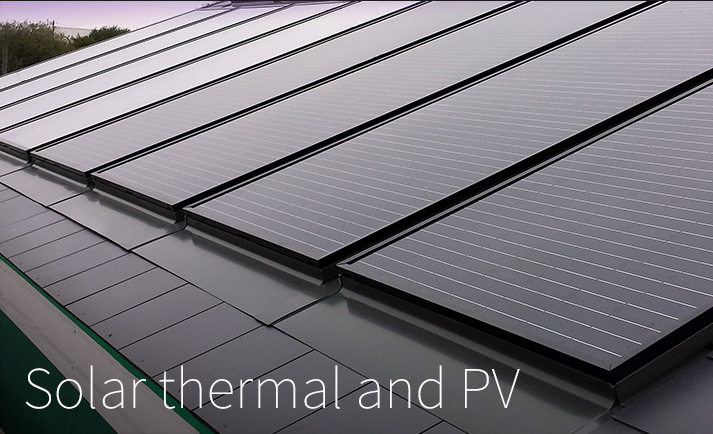 Solar thermal and PV